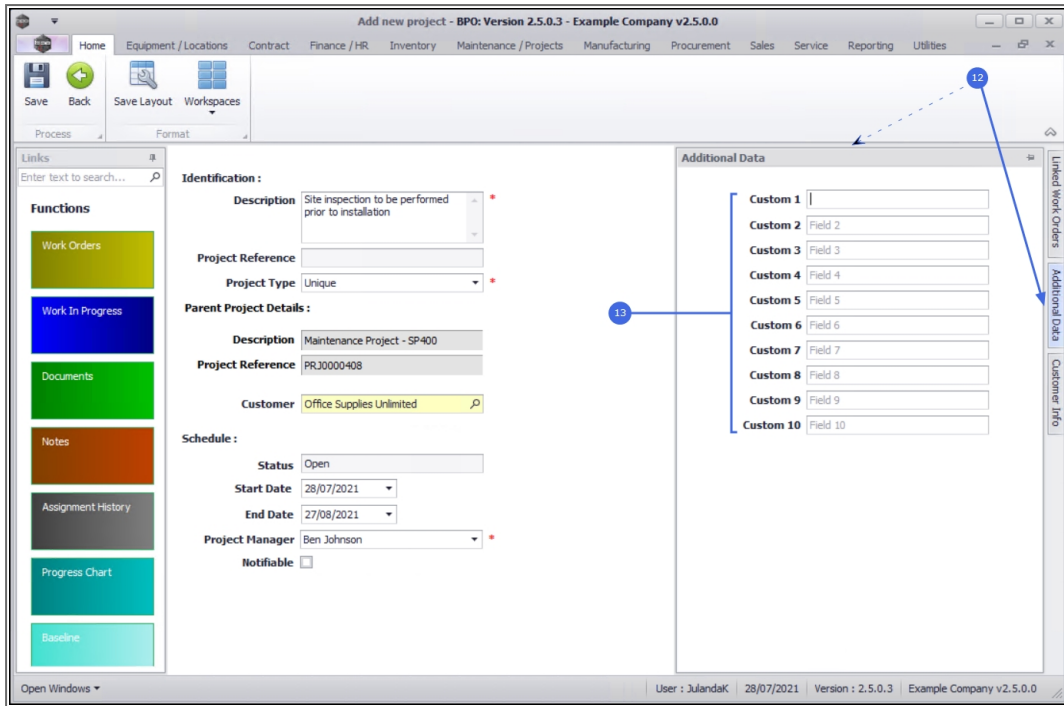 Add new project - BPO: Version 2.5.0.3 - Example Company v2.5.0.0
Home Equipment / Locations Contract Finance / HR Inventory Maintenance / Projects Manufacturing Procurement Sales Service Reporting Utilities
Save Back Save Layout Workspaces
Process Format
12
Links
Enter text to search...
Functions
Work Orders
Work In Progress
Documents
Notes
Assignment History
Progress Chart
Baseline
Identification :
Description Site inspection to be performed
prior to installation
*
Project Reference
Project Type Unique *
Parent Project Details :
Description Maintenance Project - SP400
Project Reference PRJ0000408
Customer Office Supplies Unlimited
Schedule :
Status Open
Start Date 28/07/2021
End Date 27/08/2021
Project Manager Ben Johnson *
Notifiable
13
Additional Data
Custom 1
Custom 2 Field 2
Custom 3 Field 3
Custom 4 Field 4
Custom 5 Field 5
Custom 6 Field 6
Custom 7 Field 7
Custom 8 Field 8
Custom 9 Field 9
Custom 10 Field 10
Linked Work Orders
Additional Data
Customer Info
Open Windows
User : JulandaK 28/07/2021 Version : 2.5.0.3 Example Company v2.5.0.0